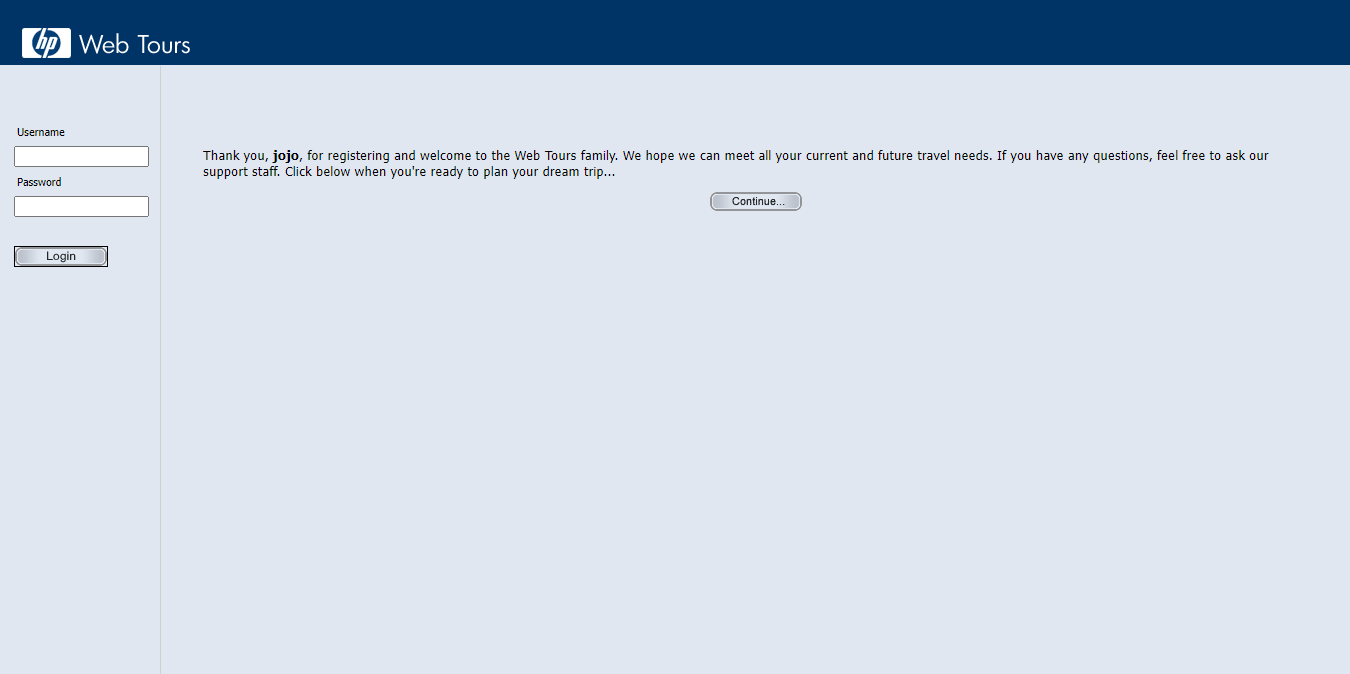 hp Web Tours
Username
Password
Login
Thank you, jojo, for registering and welcome to the Web Tours family. We hope we can meet all your current and future travel needs. If you have any questions, feel free to ask our
support staff. Click below when you're ready to plan your dream trip...
Continue...